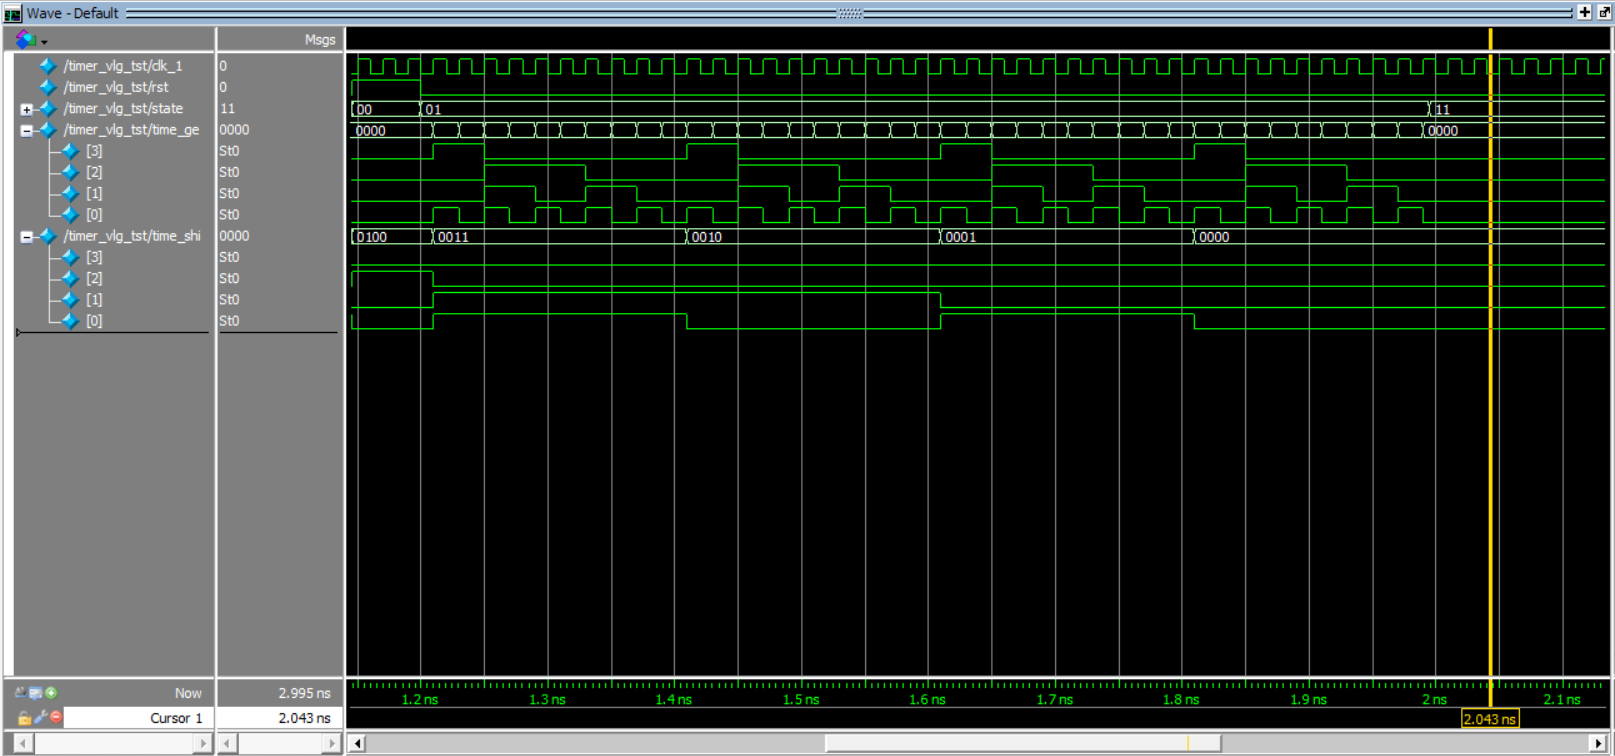 Wave - Default
Msgs
/timer_vlg_tst/clk_1 0
/timer_vlg_tst/rst 0
/timer_vlg_tst/state 11 00 01 11
/timer_vlg_tst/time_ge 0000 0000 0000
[3] St0
[2] St0
[1] St0
[0] St0
/timer_vlg_tst/time_shi 0000 0100 0011 0010 0001 0000
[3] St0
[2] St0
[1] St0
[0] St0
Now 2.995 ns 1.2 ns 1.3 ns 1.4 ns 1.5 ns 1.6 ns 1.7 ns 1.8 ns 1.9 ns 2 ns 2.1 ns
Cursor 1 2.043 ns 2.043 ns